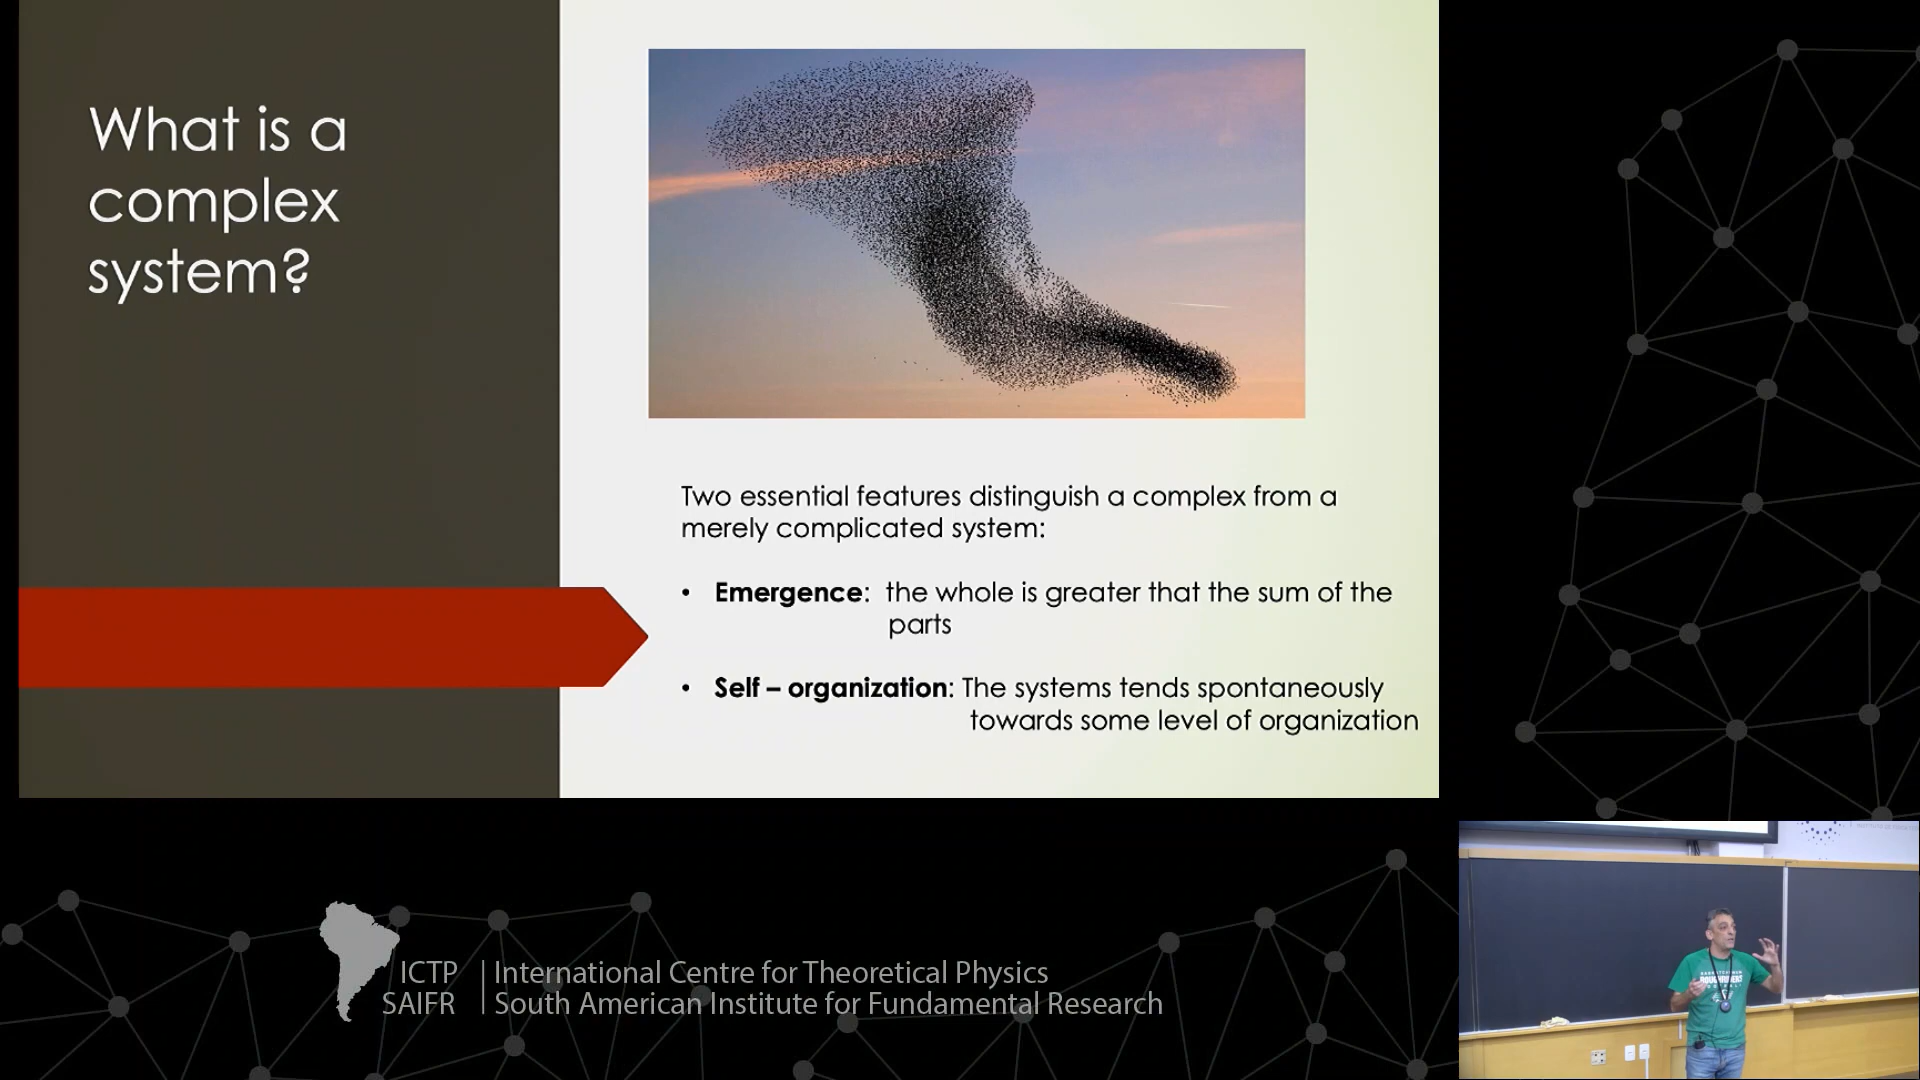 What is a
complex
system?
Two essential features distinguish a complex from a
merely complicated system:
• Emergence: the whole is greater that the sum of the
parts
• Self – organization: The systems tends spontaneously
towards some level of organization
ICTP
SAIFR
International Centre for Theoretical Physics
South American Institute for Fundamental Research